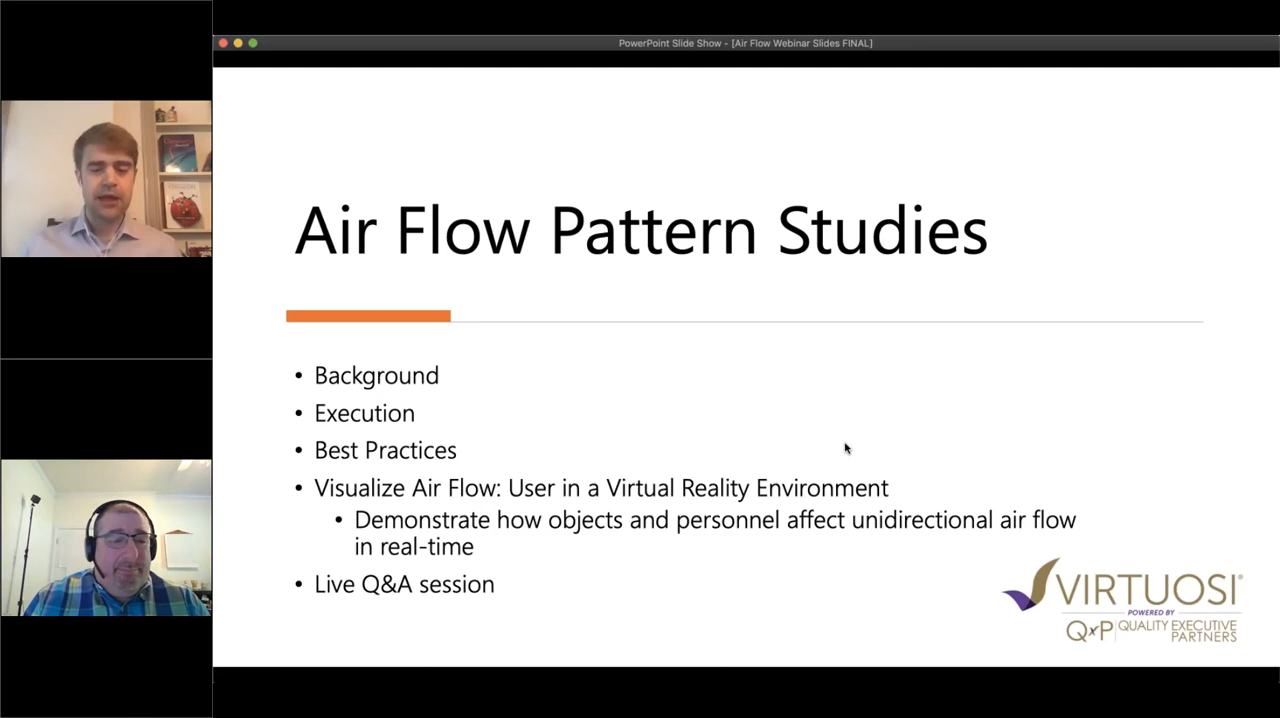 PowerPoint Slide Show - [Air Flow Webinar Slides FINAL]
Air Flow Pattern Studies
• Background
• Execution
• Best Practices
• Visualize Air Flow: User in a Virtual Reality Environment
• Demonstrate how objects and personnel affect unidirectional air flow
in real-time
• Live Q&A session
VIRTUOSI®
POWERED BY
QxP QUALITY EXECUTIVE
PARTNERS